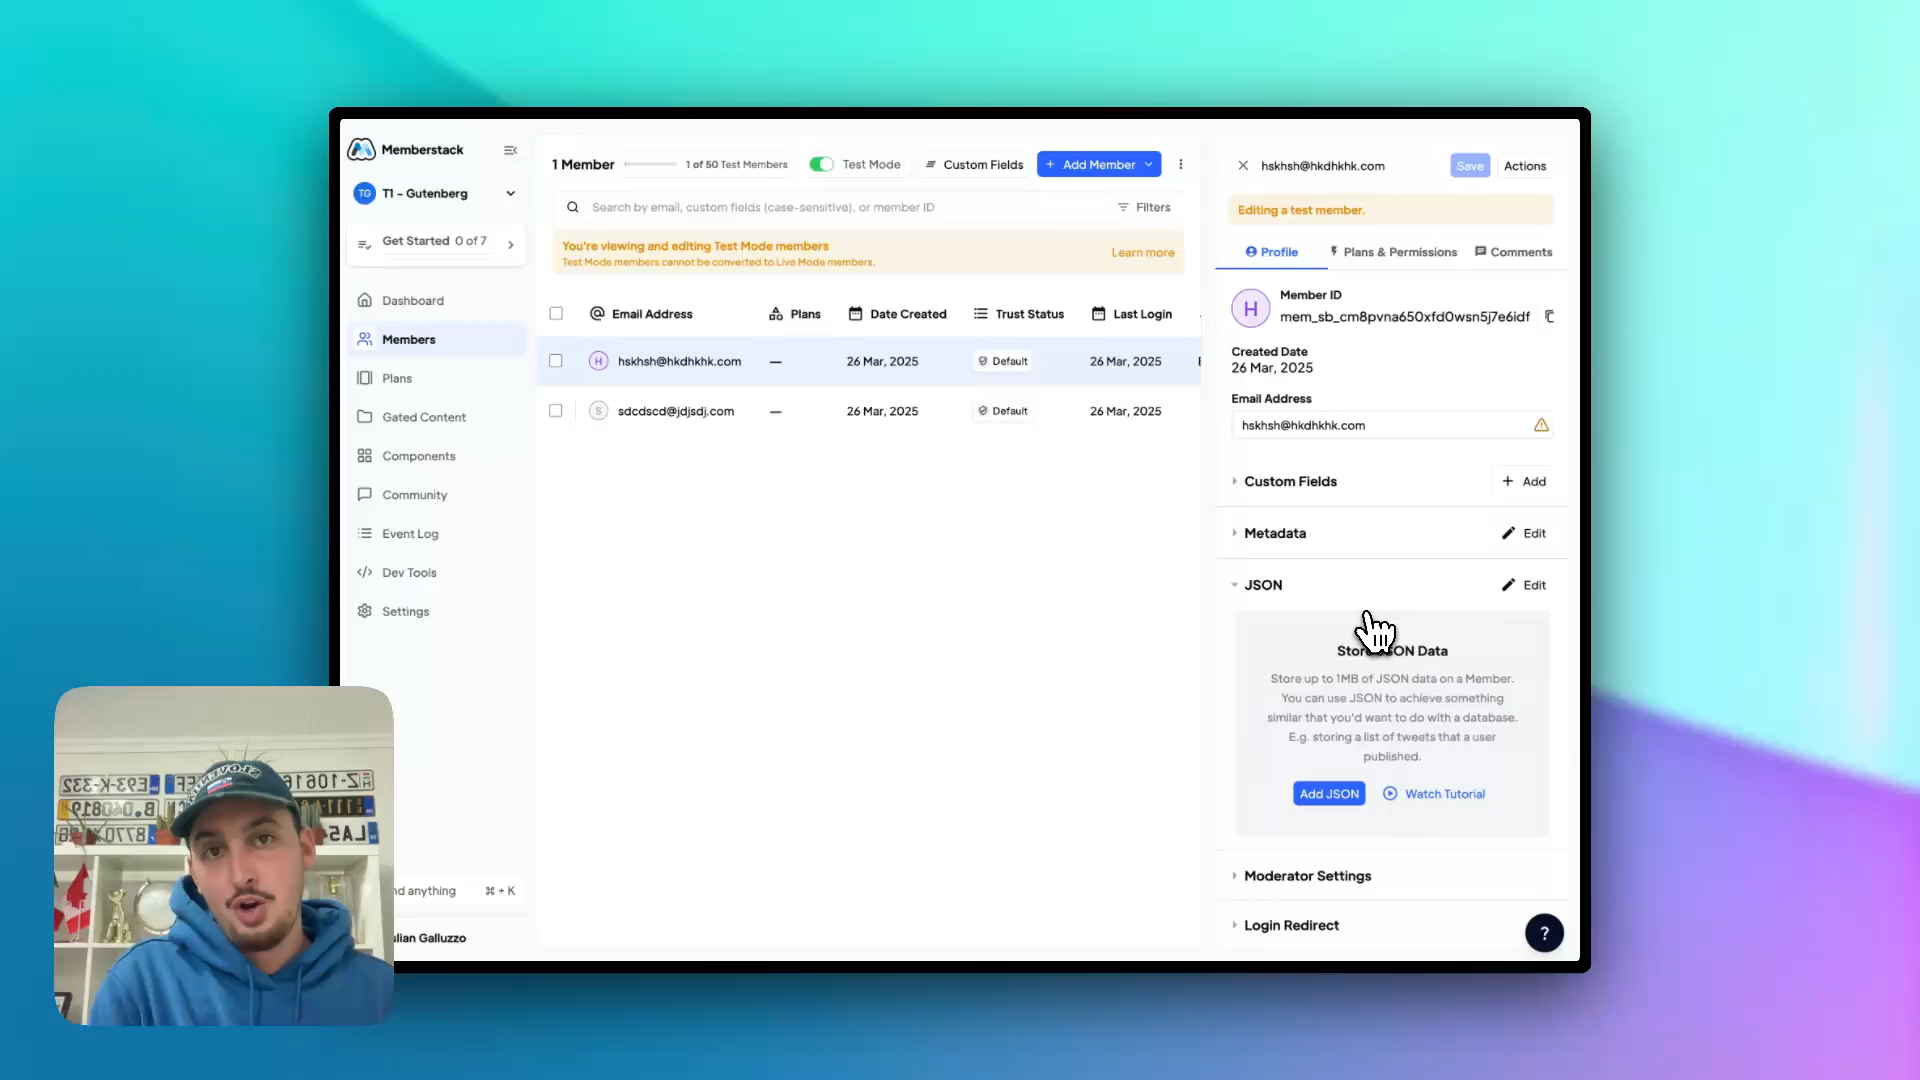 Memberstack
TG T1 - Gutenberg
Get Started 0 of 7
Dashboard
Members
Plans
Gated Content
Components
Community
Event Log
Dev Tools
Settings
nd anything ⌘ + K
lian Galluzzo
1 Member 1 of 50 Test Members Test Mode Custom Fields + Add Member
Search by email, custom fields (case-sensitive), or member ID Filters
You're viewing and editing Test Mode members
Test Mode members cannot be converted to Live Mode members.
Learn more
Email Address Plans Date Created Trust Status Last Login
H hskhsh@hkdhkhk.com — 26 Mar, 2025 Default 26 Mar, 2025
S sdcdscd@jdjsdj.com — 26 Mar, 2025 Default 26 Mar, 2025
hskhsh@hkdhkhk.com Save Actions
Editing a test member.
Profile Plans & Permissions Comments
H
Member ID
mem_sb_cm8pvna650xfd0wsn5j7e6idf
Created Date
26 Mar, 2025
Email Address
hskhsh@hkdhkhk.com
Custom Fields + Add
Metadata Edit
JSON Edit
Store JSON Data
Store up to 1MB of JSON data on a Member.
You can use JSON to achieve something
similar that you'd want to do with a database.
E.g. storing a list of tweets that a user
published.
Add JSON Watch Tutorial
Moderator Settings
Login Redirect
?